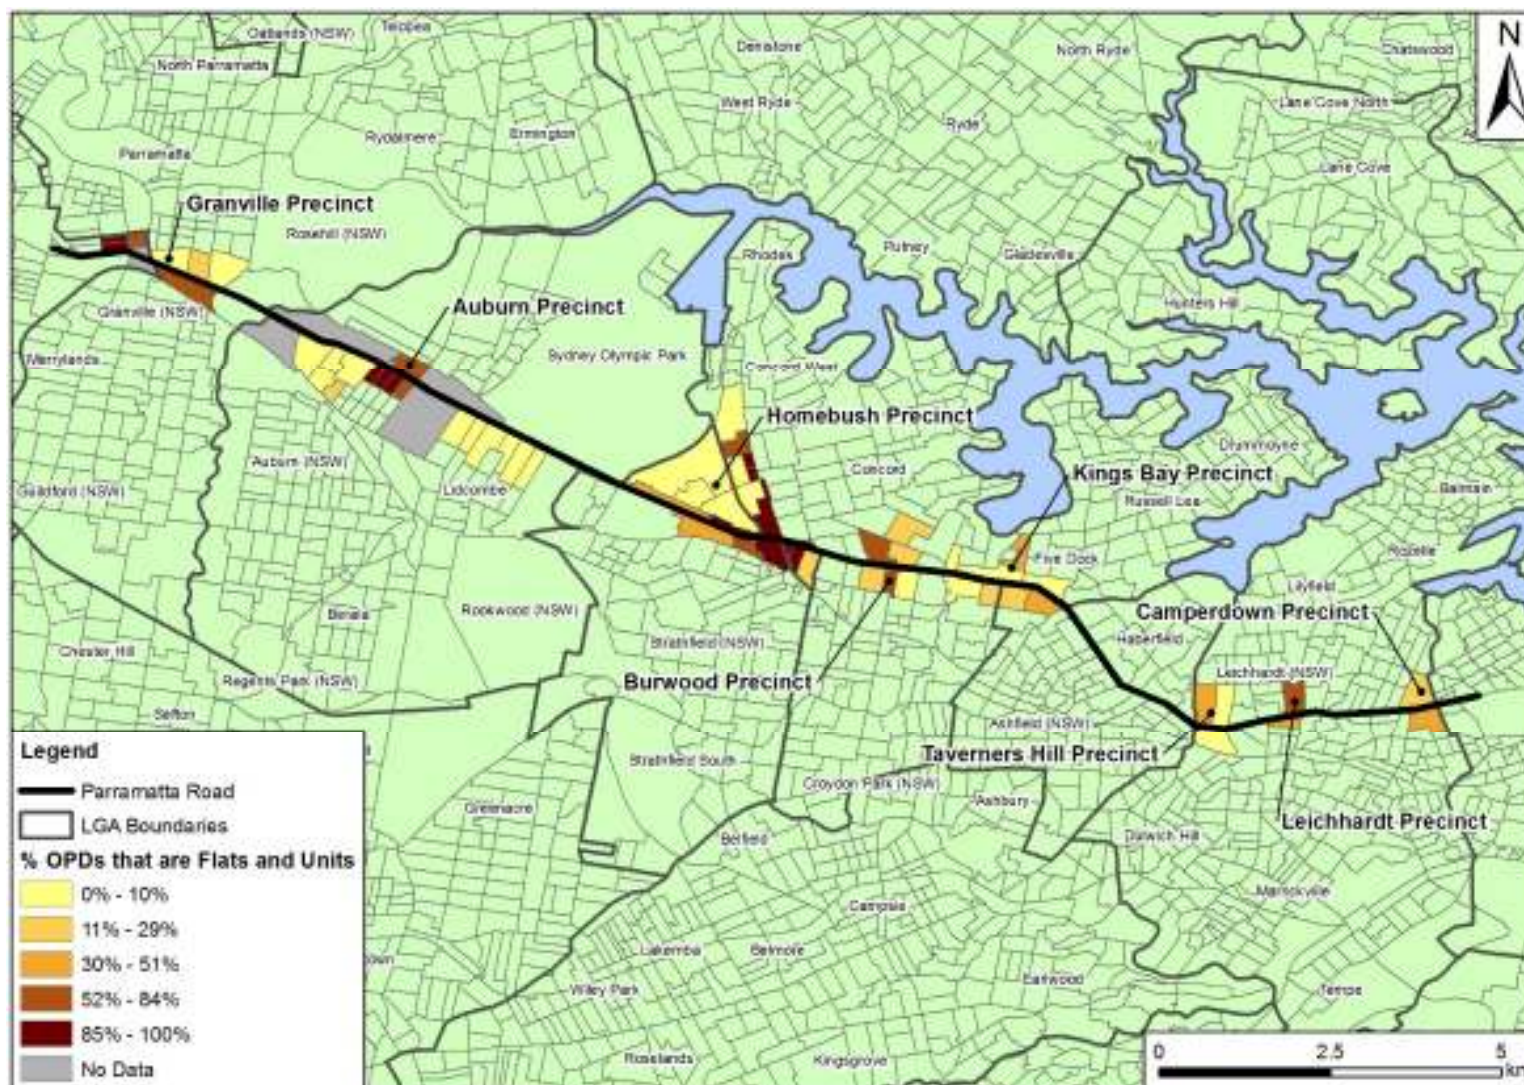 Oatlands (NSW)
Telopea
North Parramatta
Denistone
North Ryde
Chatswood
N
West Ryde
Lane Cove North
Rydalmere
Ermington
Ryde
Parramatta
Lane Cove
Granville Precinct
Rosehill (NSW)
Rhodes
Putney
Gladesville
Granville (NSW)
Auburn Precinct
Hunters Hill
Merrylands
Sydney Olympic Park
Concord West
Homebush Precinct
Drummoyne
Auburn (NSW)
Concord
Kings Bay Precinct
Guildford (NSW)
Lidcombe
Russell Lea
Balmain
Five Dock
Rozelle
Lilyfield
Berala
Rookwood (NSW)
Camperdown Precinct
Chester Hill
Strathfield (NSW)
Haberfield
Regents Park (NSW)
Burwood Precinct
Leichhardt (NSW)
Sefton
Ashfield (NSW)
Strathfield South
Taverners Hill Precinct
Croydon Park (NSW)
Greenacre
Ashbury
Leichhardt Precinct
Belfield
Dulwich Hill
Campsie
Marrickville
Lakemba
Belmore
Earlwood
Wiley Park
Tempe
Roselands
Kingsgrove
Legend
Parramatta Road
LGA Boundaries
% OPDs that are Flats and Units
0% - 10%
11% - 29%
30% - 51%
52% - 84%
85% - 100%
No Data
0 2.5 5
km